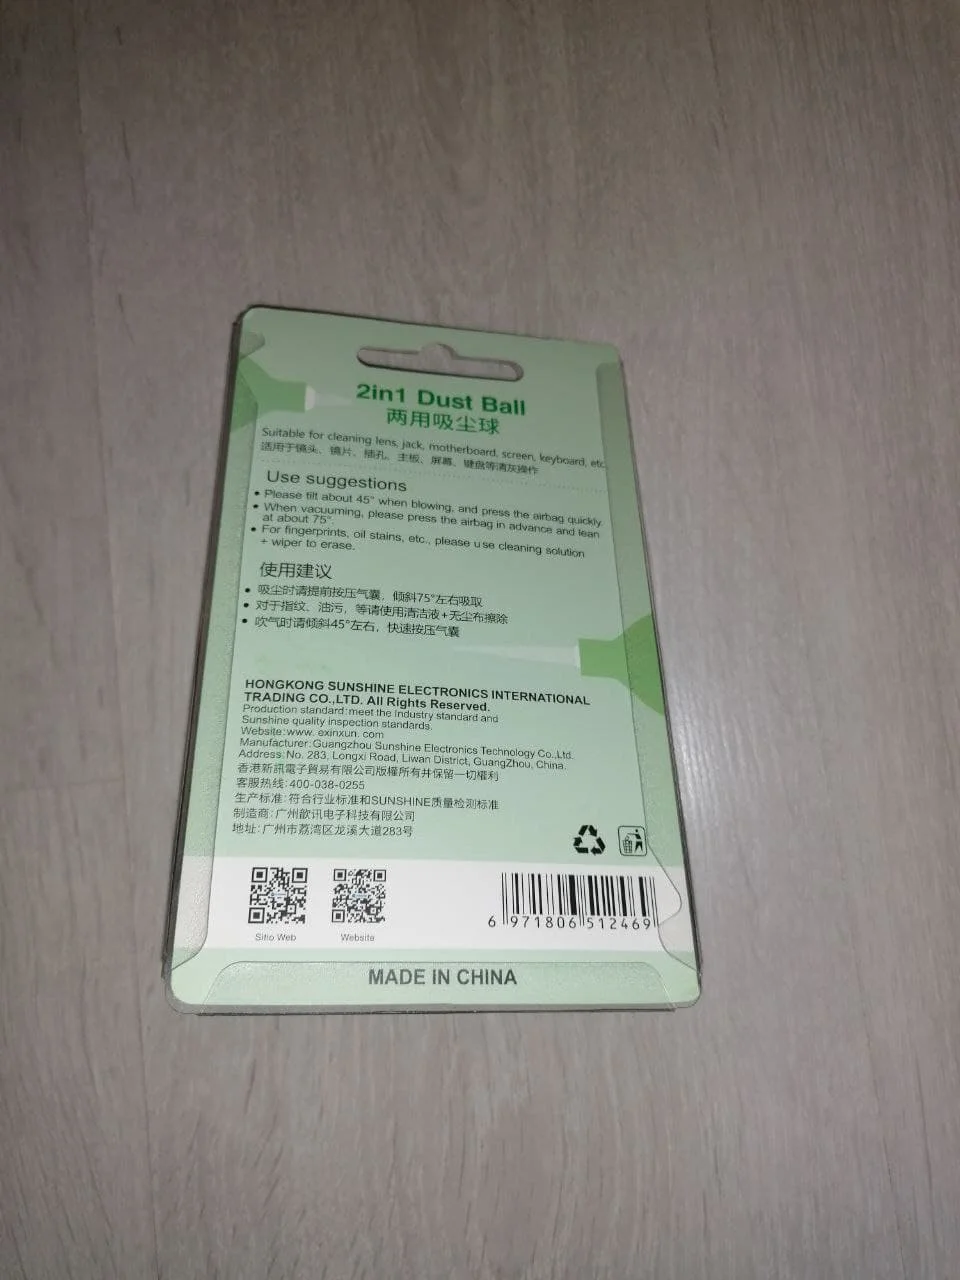 2in1 Dust Ball
两用吸尘球
Suitable for cleaning lens, jack, motherboard, screen, keyboard, etc
适用于镜头、镜片、插孔、主板、屏幕、键盘等清灰操作
Use suggestions
• Please tilt about 45° when blowing, and press the airbag quickly.
• When vacuuming, please press the airbag in advance and lean
at about 75°.
• For fingerprints, oil stains, etc., please use cleaning solution
+ wiper to erase.
使用建议
• 吸尘时请提前按压气囊，倾斜75°左右吸取
• 对于指纹、油污，等请使用清洁液+无尘布擦除
• 吹气时请倾斜45°左右，快速按压气囊
HONGKONG SUNSHINE ELECTRONICS INTERNATIONAL
TRADING CO.,LTD. All Rights Reserved.
Production standard:meet the Industry standard and
Sunshine quality inspection standards.
Website:www. exinxun. com
Manufacturer:Guangzhou Sunshine Electronics Technology Co.,Ltd.
Address:No. 283, Longxi Road, Liwan District, GuangZhou, China.
香港新訊電子貿易有限公司版權所有并保留一切權利
客服热线:400-038-0255
生产标准:符合行业标准和SUNSHINE质量检测标准
制造商:广州歆讯电子科技有限公司
地址:广州市荔湾区龙溪大道283号
Sitio Web
Website
6 971806 512469
MADE IN CHINA